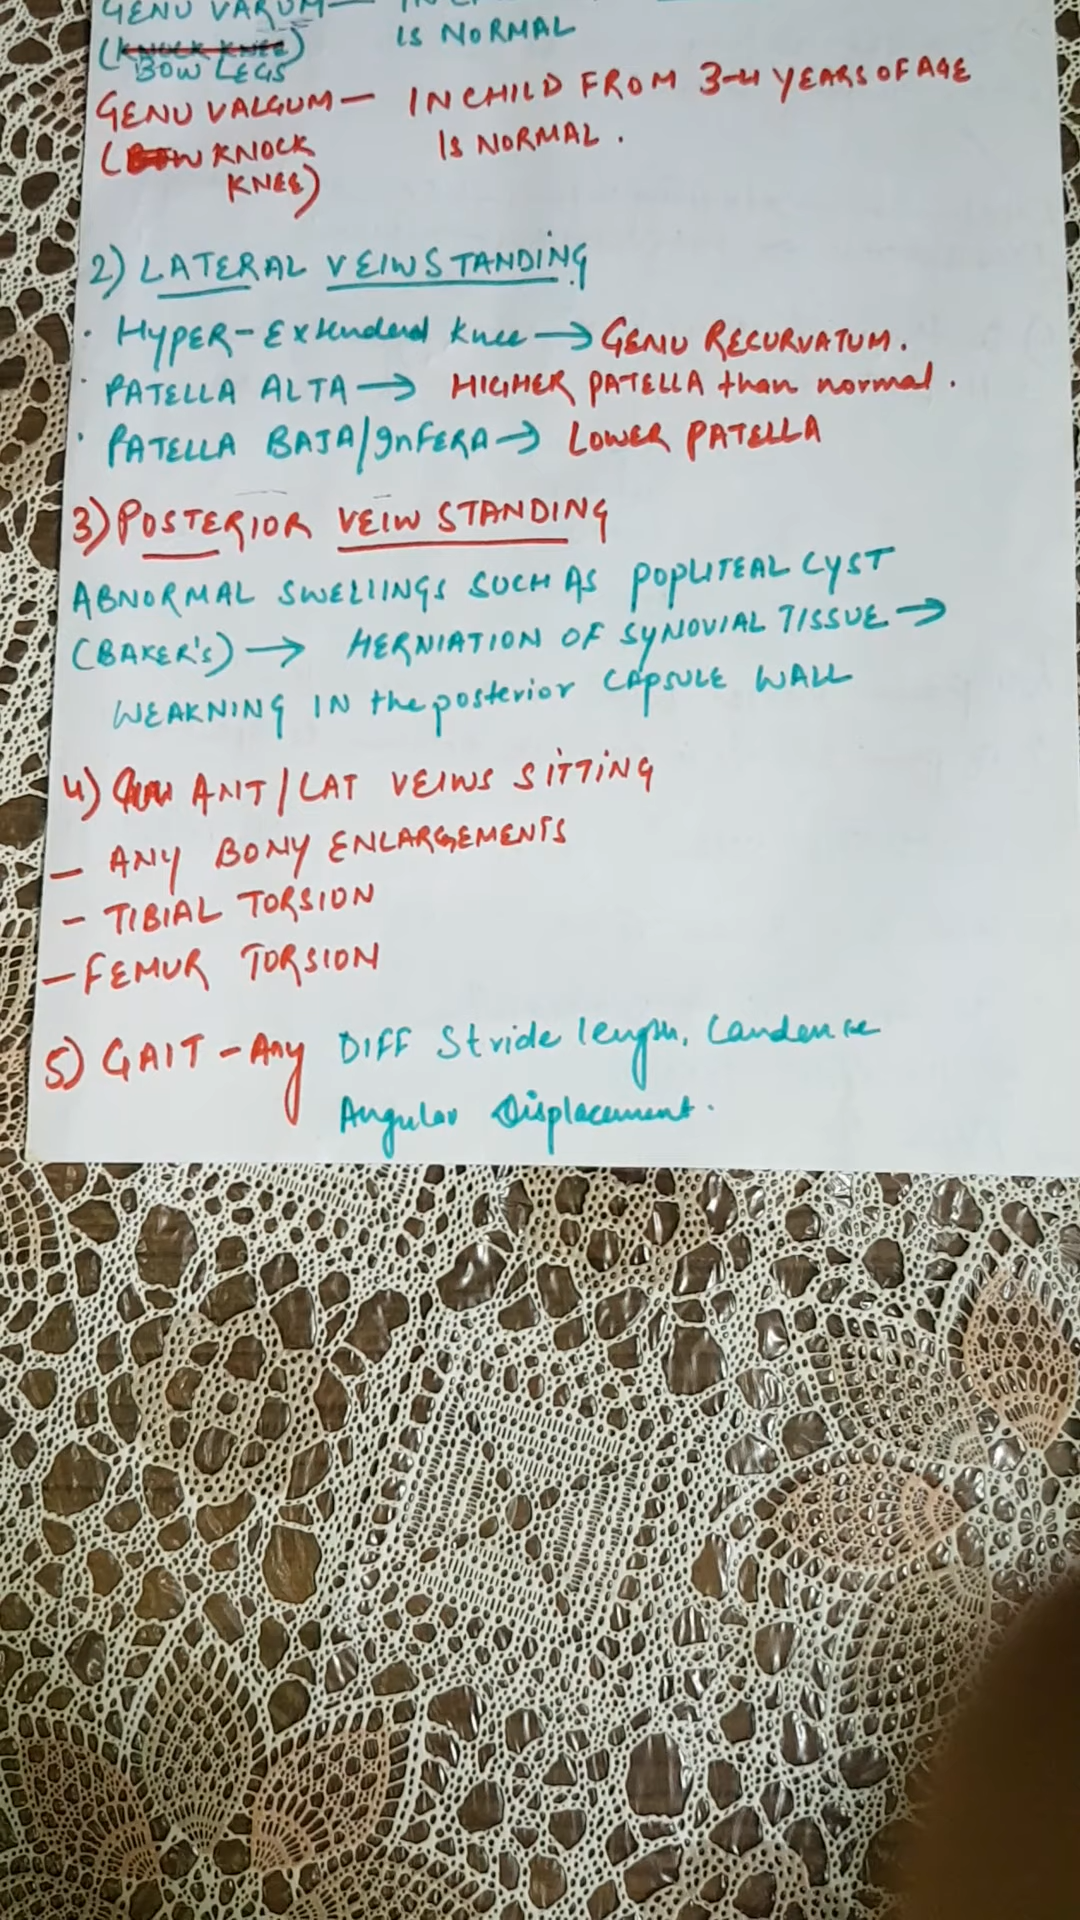 GENU VARUM—
(KNOCK KNEE) IS NORMAL
BOW LEGS
GENU VALGUM— IN CHILD FROM 3-4 YEARS OF AGE
( KNOCK IS NORMAL.
KNEE)
2) LATERAL VEIW STANDING
· HYPER-Extended Knee → GENU RECURVATUM.
· PATELLA ALTA → HIGHER PATELLA than normal.
· PATELLA BAJA/InFERA → LOWER PATELLA
3) POSTERIOR VEIW STANDING
ABNORMAL SWELLINGS SUCH AS POPLITEAL CYST
(BAKER'S) → HERNIATION OF SYNOVIAL TISSUE →
WEAKNING IN the posterior CAPSULE WALL
4) ANT/LAT VEIWS SITTING
— ANY BONY ENLARGEMENTS
- TIBIAL TORSION
— FEMUR TORSION
5) GAIT - Any DIFF Stride length, Candence
Angular Displacement.